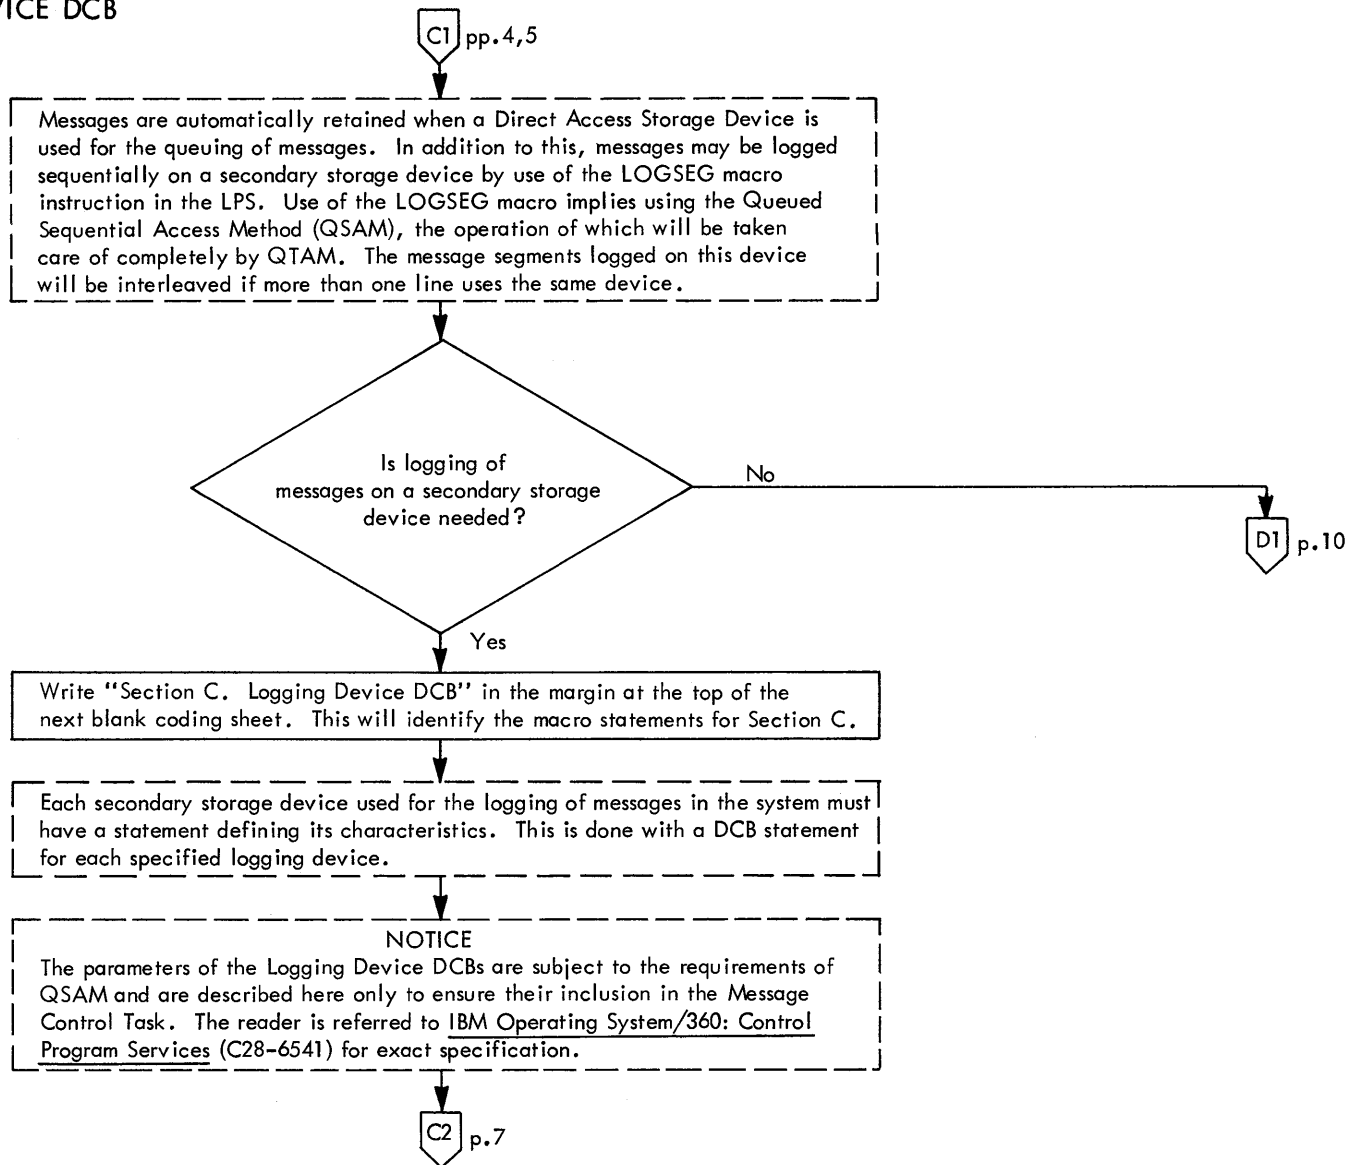 VICE DCB
C1 pp.4,5
Messages are automatically retained when a Direct Access Storage Device is
used for the queuing of messages. In addition to this, messages may be logged
sequentially on a secondary storage device by use of the LOGSEG macro
instruction in the LPS. Use of the LOGSEG macro implies using the Queued
Sequential Access Method (QSAM), the operation of which will be taken
care of completely by QTAM. The message segments logged on this device
will be interleaved if more than one line uses the same device.
Is logging of
messages on a secondary storage
device needed?
No
D1 p.10
Yes
Write "Section C. Logging Device DCB" in the margin at the top of the
next blank coding sheet. This will identify the macro statements for Section C.
Each secondary storage device used for the logging of messages in the system must
have a statement defining its characteristics. This is done with a DCB statement
for each specified logging device.
NOTICE
The parameters of the Logging Device DCBs are subject to the requirements of
QSAM and are described here only to ensure their inclusion in the Message
Control Task. The reader is referred to IBM Operating System/360: Control
Program Services (C28-6541) for exact specification.
C2 p.7